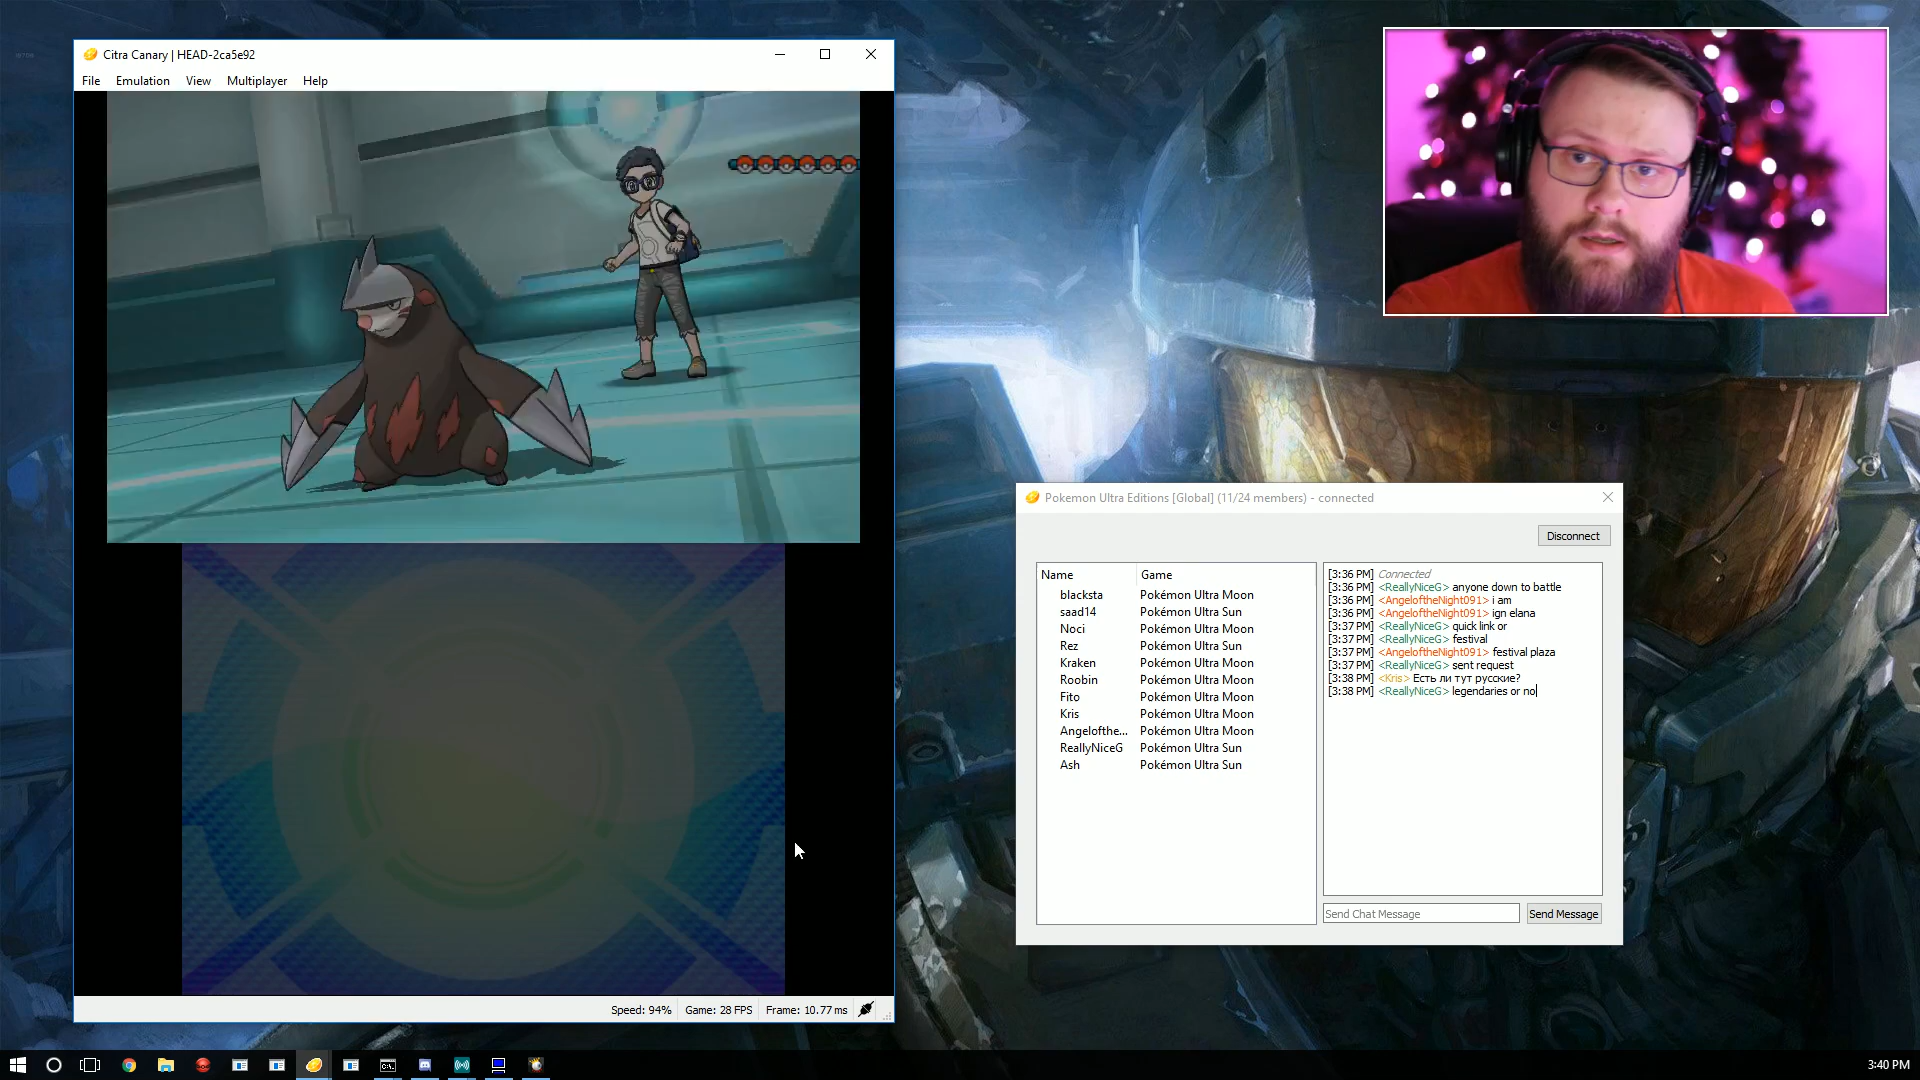 Citra Canary | HEAD-2ca5e92
File Emulation View Multiplayer Help
Speed: 94% Game: 28 FPS Frame: 10.77 ms
Pokemon Ultra Editions [Global] (11/24 members) - connected
Disconnect
Name Game
blacksta Pokémon Ultra Moon
saad14 Pokémon Ultra Sun
Noci Pokémon Ultra Moon
Rez Pokémon Ultra Sun
Kraken Pokémon Ultra Moon
Roobin Pokémon Ultra Moon
Fito Pokémon Ultra Moon
Kris Pokémon Ultra Moon
Angelofthe... Pokémon Ultra Moon
ReallyNiceG Pokémon Ultra Sun
Ash Pokémon Ultra Sun
[3:36 PM] Connected
[3:36 PM] <ReallyNiceG> anyone down to battle
[3:36 PM] <AngeloftheNight091> i am
[3:36 PM] <AngeloftheNight091> ign elana
[3:37 PM] <ReallyNiceG> quick link or
[3:37 PM] <ReallyNiceG> festival
[3:37 PM] <AngeloftheNight091> festival plaza
[3:37 PM] <ReallyNiceG> sent request
[3:38 PM] <Kris> Есть ли тут русские?
[3:38 PM] <ReallyNiceG> legendaries or no
Send Chat Message
Send Message
3:40 PM